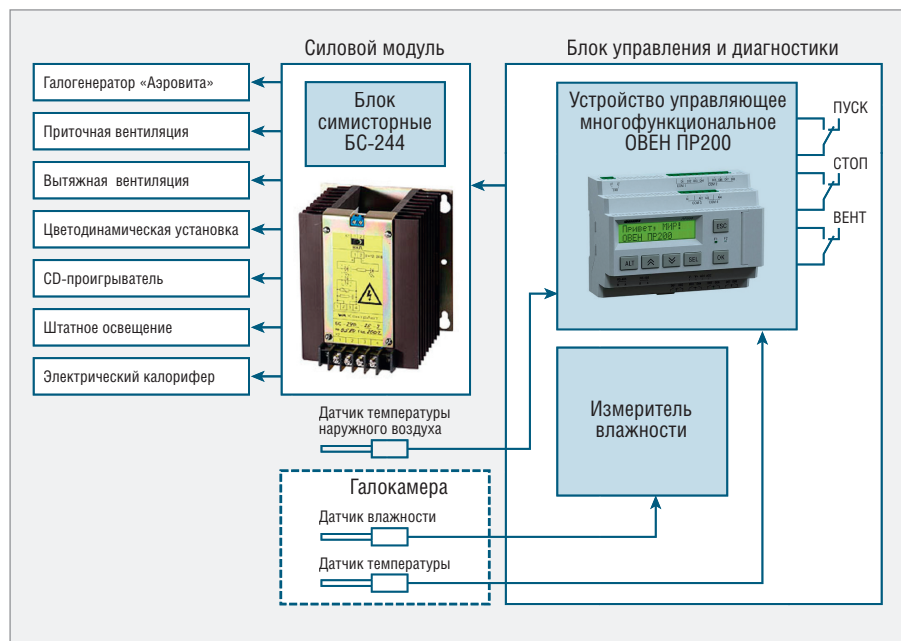 Силовой модуль
Блок управления и диагностики
Галогенератор «Аэровита»
Приточная вентиляция
Вытяжная вентиляция
Цветодинамическая установка
CD-проигрыватель
Штатное освещение
Электрический калорифер
Блок
симисторные
БС-244
Устройство управляющее
многофункциональное
ОВЕН ПР200
Привет, МИР!
ОВЕН ПР200
ESC
ALT
SEL
OK
ПУСК
СТОП
ВЕНТ
Датчик температуры
наружного воздуха
Измеритель
влажности
Галокамера
Датчик влажности
Датчик температуры